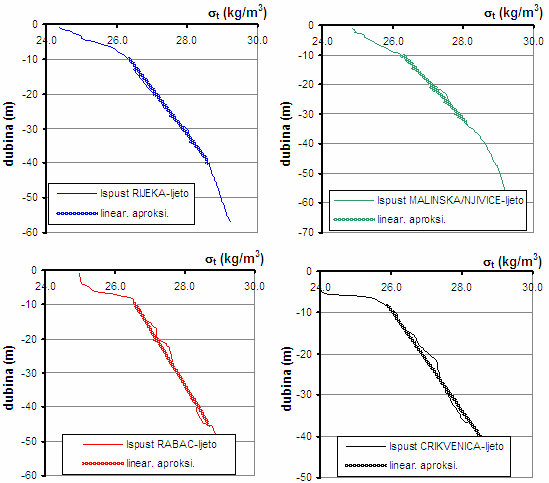 σt (kg/m³)
24.0 26.0 28.0 30.0
0
-10
-20
-30
-40
-50
-60
dubina (m)
Ispust RIJEKA-ljeto
linear. aproksi.
σt (kg/m³)
24.0 26.0 28.0 30.0
0
-10
-20
-30
-40
-50
-60
-70
dubina (m)
Ispust MALINSKA/NJIVICE-ljeto
linear. aproksi.
σt (kg/m³)
24.0 26.0 28.0 30.0
0
-10
-20
-30
-40
-50
-60
dubina (m)
Ispust RABAC-ljeto
linear. aproksi.
σt (kg/m³)
24.0 26.0 28.0 30.0
0
-10
-20
-30
-40
-50
dubina (m)
Ispust CRIKVENICA-ljeto
linear. aproksi.